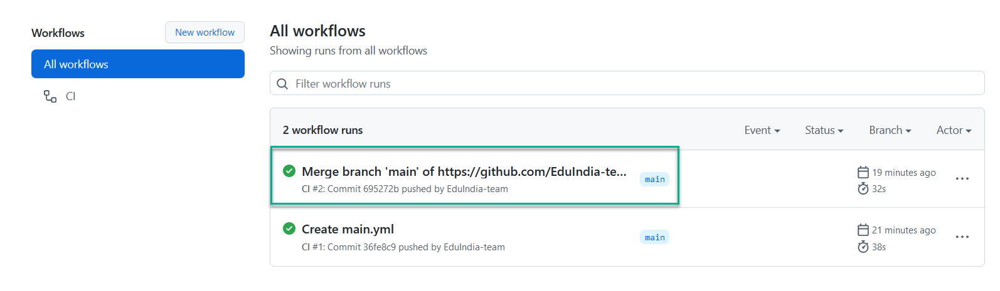 Workflows
New workflow
All workflows
CI
All workflows
Showing runs from all workflows
Filter workflow runs
2 workflow runs
Event
Status
Branch
Actor
Merge branch 'main' of https://github.com/EduIndia-te...
CI #2: Commit 695272b pushed by EduIndia-team
main
19 minutes ago
32s
Create main.yml
CI #1: Commit 36fe8c9 pushed by EduIndia-team
main
21 minutes ago
38s